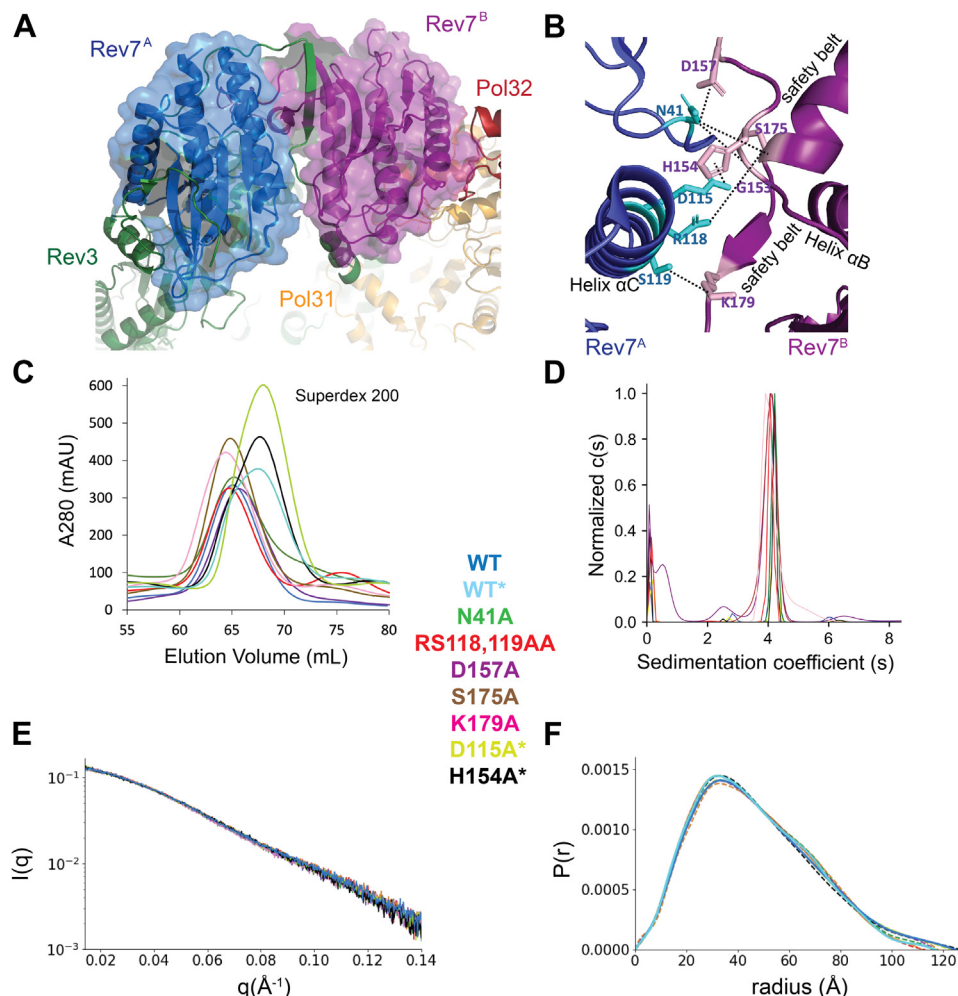 A
Rev7A
Rev7B
Pol32
Rev3
Pol31
B
D157
safety belt
N41
S175
H154
G153
D115
R118
Helix αB
safety belt
S119
Helix αC
K179
Rev7A
Rev7B
C
Superdex 200
A280 (mAU)
600
500
400
300
200
100
0
55
60
65
70
75
80
Elution Volume (mL)
D
Normalized c(s)
1.0
0.8
0.6
0.4
0.2
0.0
0
2
4
6
8
Sedimentation coefficient (s)
WT
WT*
N41A
RS118,119AA
D157A
S175A
K179A
D115A*
H154A*
E
I(q)
10−1
10−2
10−3
0.02
0.04
0.06
0.08
0.10
0.12
0.14
q(Å-1)
F
P(r)
0.0015
0.0010
0.0005
0.0000
0
20
40
60
80
100
120
radius (Å)